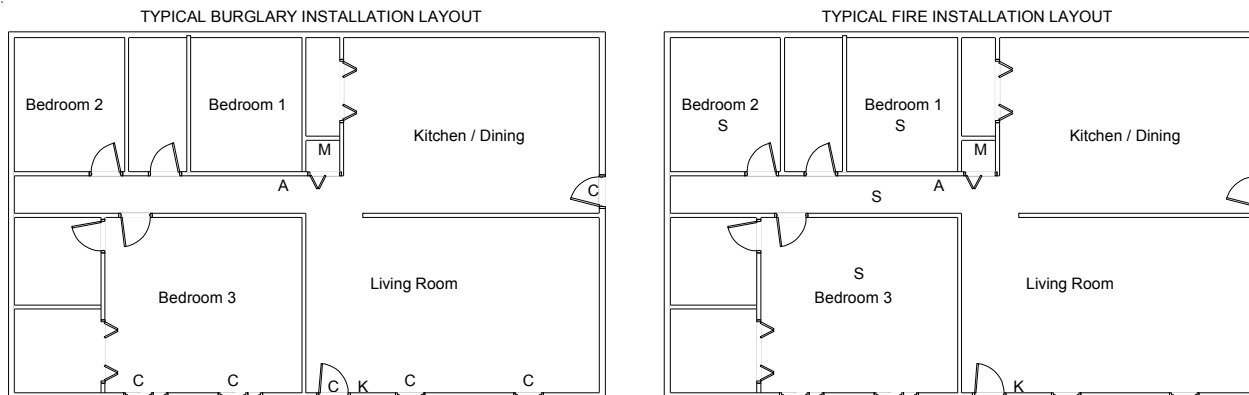 TYPICAL BURGLARY INSTALLATION LAYOUT
Bedroom 2
Bedroom 1
Kitchen / Dining
M
A
C
Living Room
Bedroom 3
C
C
C
K
C
C
TYPICAL FIRE INSTALLATION LAYOUT
Bedroom 2
S
Bedroom 1
S
Kitchen / Dining
M
A
S
S
Bedroom 3
Living Room
K